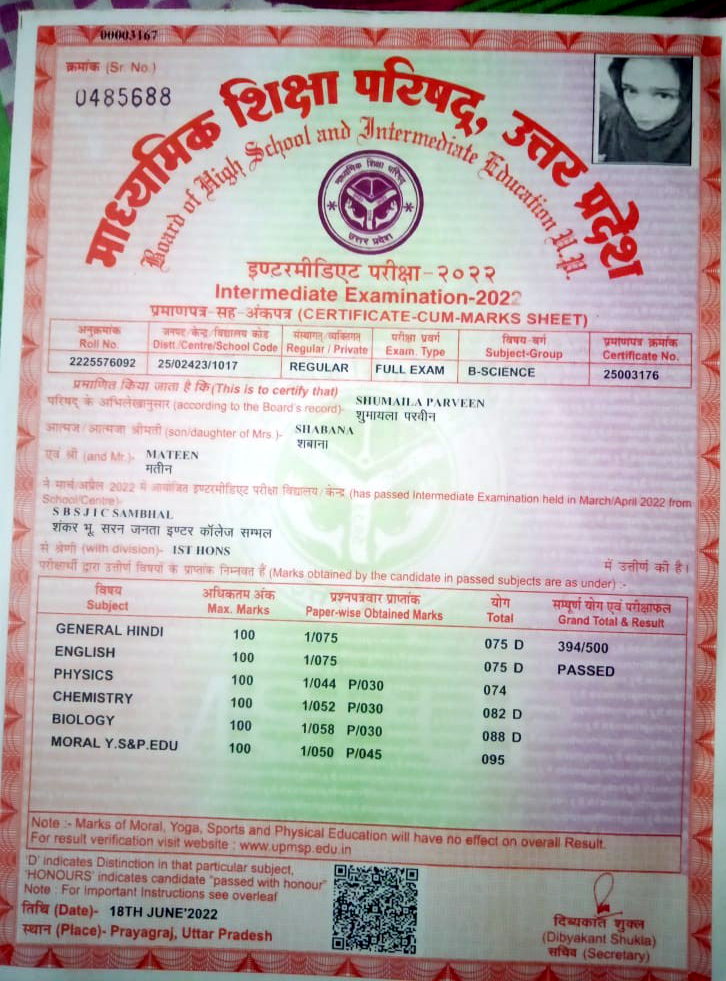 00003167
क्रमांक (Sr. No.)
0485688
माध्यमिक शिक्षा परिषद्, उत्तर प्रदेश
Board of High School and Intermediate Education U.P.
माध्यमिक शिक्षा परिषद
उत्तर प्रदेश
इण्टरमीडिएट परीक्षा-२०२२
Intermediate Examination-2022
प्रमाणपत्र-सह-अंकपत्र (CERTIFICATE-CUM-MARKS SHEET)
अनुक्रमांक जनपद/केन्द्र/विद्यालय कोड संस्थागत/व्यक्तिगत परीक्षा प्रवर्ग विषय-वर्ग प्रमाणपत्र क्रमांक
Roll No. Distt./Centre/School Code Regular / Private Exam. Type Subject-Group Certificate No.
2225576092 25/02423/1017 REGULAR FULL EXAM B-SCIENCE 25003176
प्रमाणित किया जाता है कि (This is to certify that)
परिषद् के अभिलेखानुसार (according to the Board's record)- SHUMAILA PARVEEN
शुमायला परवीन
आत्मज/आत्मजा श्रीमती (son/daughter of Mrs.)- SHABANA
शबाना
एवं श्री (and Mr.)- MATEEN
मतीन
ने मार्च/अप्रैल 2022 में आयोजित इण्टरमीडिएट परीक्षा विद्यालय/केन्द्र (has passed Intermediate Examination held in March/April 2022 from
School/Centre)-
S B S J I C SAMBHAL
शंकर भू. सरन जनता इण्टर कॉलेज सम्भल
से श्रेणी (with division)- 1ST HONS में उत्तीर्ण की है।
परीक्षार्थी द्वारा उत्तीर्ण विषयों के प्राप्तांक निम्नवत हैं (Marks obtained by the candidate in passed subjects are as under) :-
विषय अधिकतम अंक प्रश्नपत्रवार प्राप्तांक योग सम्पूर्ण योग एवं परीक्षाफल
Subject Max. Marks Paper-wise Obtained Marks Total Grand Total & Result
GENERAL HINDI 100 1/075 075 D 394/500
ENGLISH 100 1/075 075 D PASSED
PHYSICS 100 1/044 P/030 074
CHEMISTRY 100 1/052 P/030 082 D
BIOLOGY 100 1/058 P/030 088 D
MORAL Y.S&P.EDU 100 1/050 P/045 095
Note :- Marks of Moral, Yoga, Sports and Physical Education will have no effect on overall Result.
For result verification visit website : www.upmsp.edu.in
'D' indicates Distinction in that particular subject,
'HONOURS' indicates candidate "passed with honour"
Note : For Important Instructions see overleaf
तिथि (Date)- 18TH JUNE'2022
स्थान (Place)- Prayagraj, Uttar Pradesh
दिब्यकांत शुक्ल
(Dibyakant Shukla)
सचिव (Secretary)